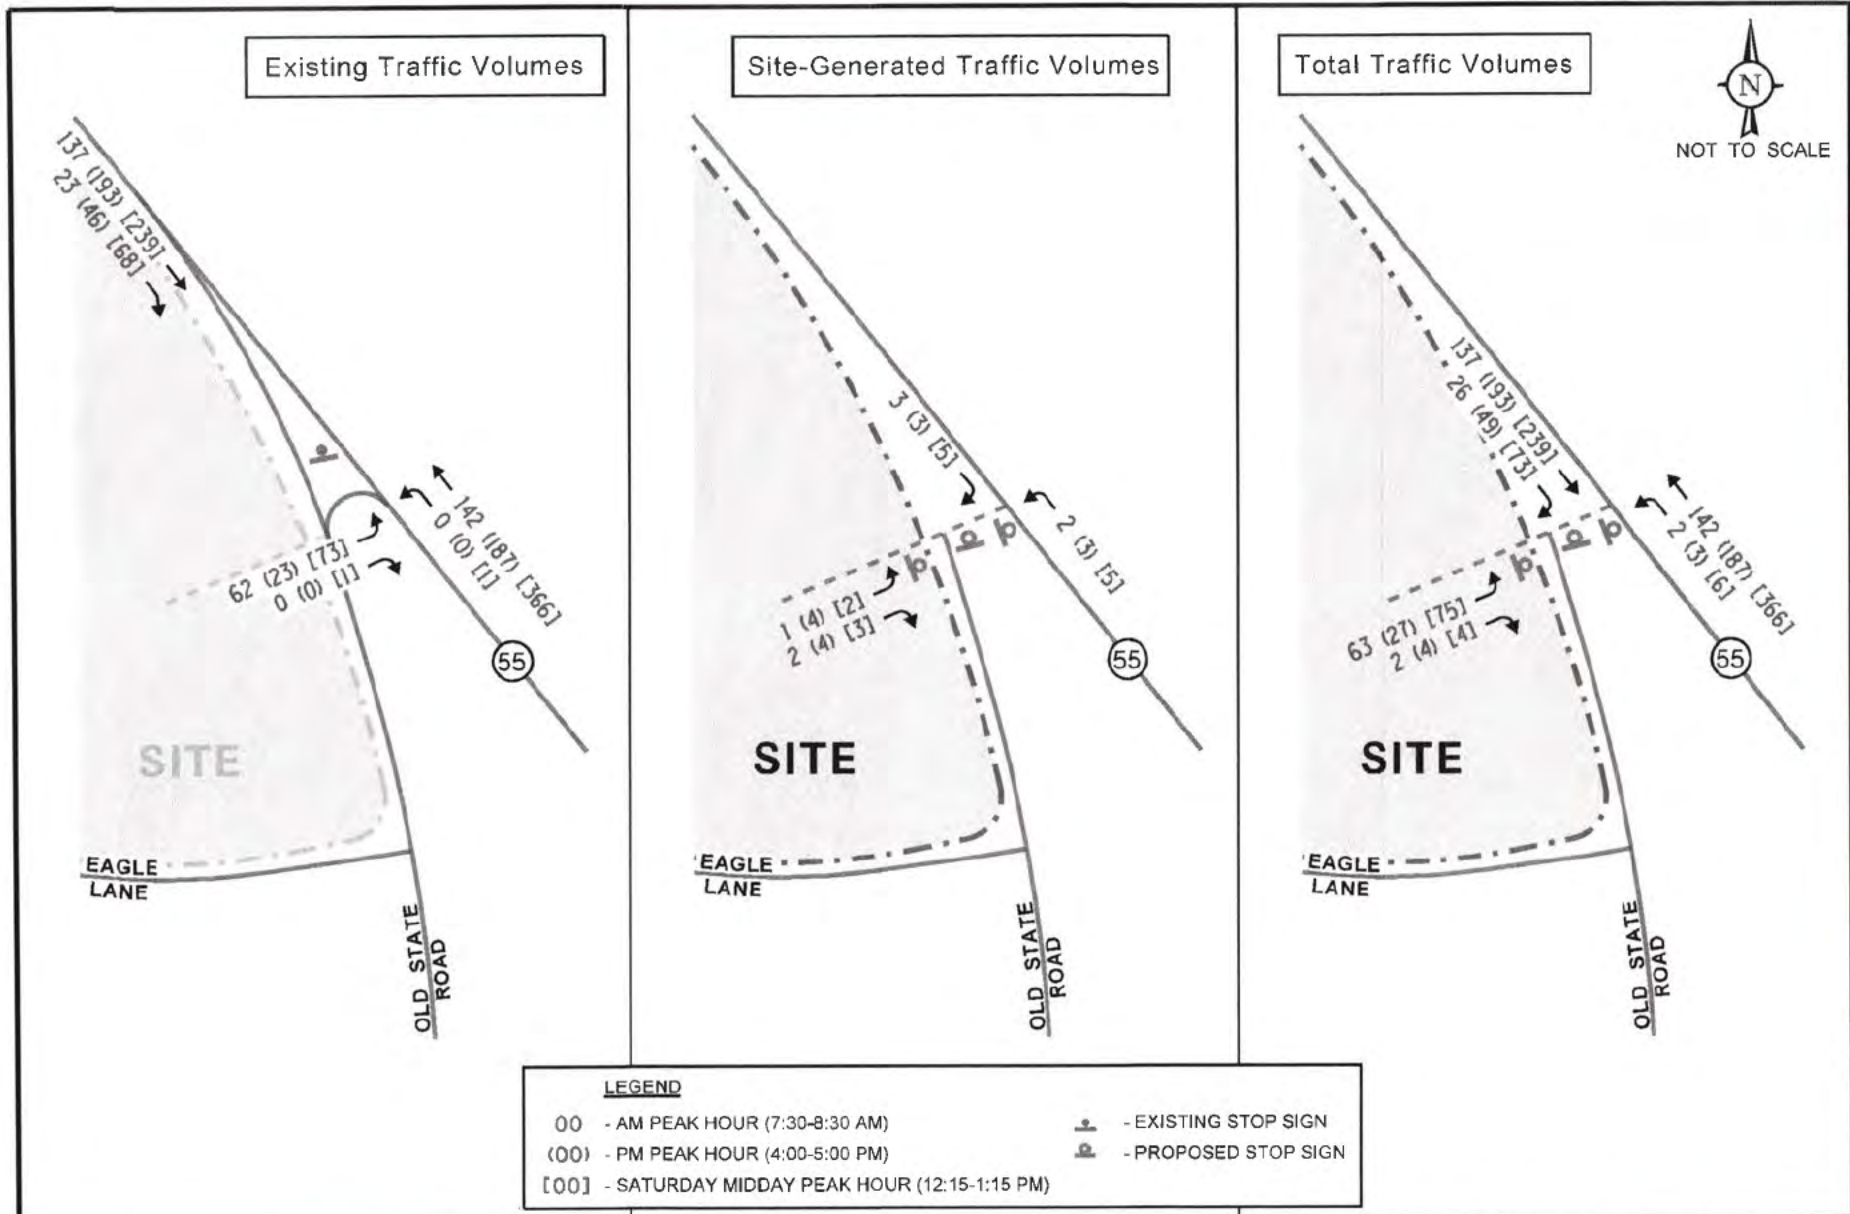 Existing Traffic Volumes
137 (193) [239]
23 (46) [68]
142 (187) [366]
0 (0) [1]
62 (23) [73]
0 (0) [1]
55
SITE
EAGLE
LANE
OLD STATE
ROAD
Site-Generated Traffic Volumes
3 (3) [5]
2 (3) [5]
1 (4) [2]
2 (4) [3]
55
SITE
EAGLE
LANE
OLD STATE
ROAD
Total Traffic Volumes
N
NOT TO SCALE
137 (193) [239]
26 (49) [73]
142 (187) [366]
2 (3) [6]
63 (27) [75]
2 (4) [4]
55
SITE
EAGLE
LANE
OLD STATE
ROAD
LEGEND
00 - AM PEAK HOUR (7:30-8:30 AM)
(00) - PM PEAK HOUR (4:00-5:00 PM)
[00] - SATURDAY MIDDAY PEAK HOUR (12:15-1:15 PM)
- EXISTING STOP SIGN
- PROPOSED STOP SIGN